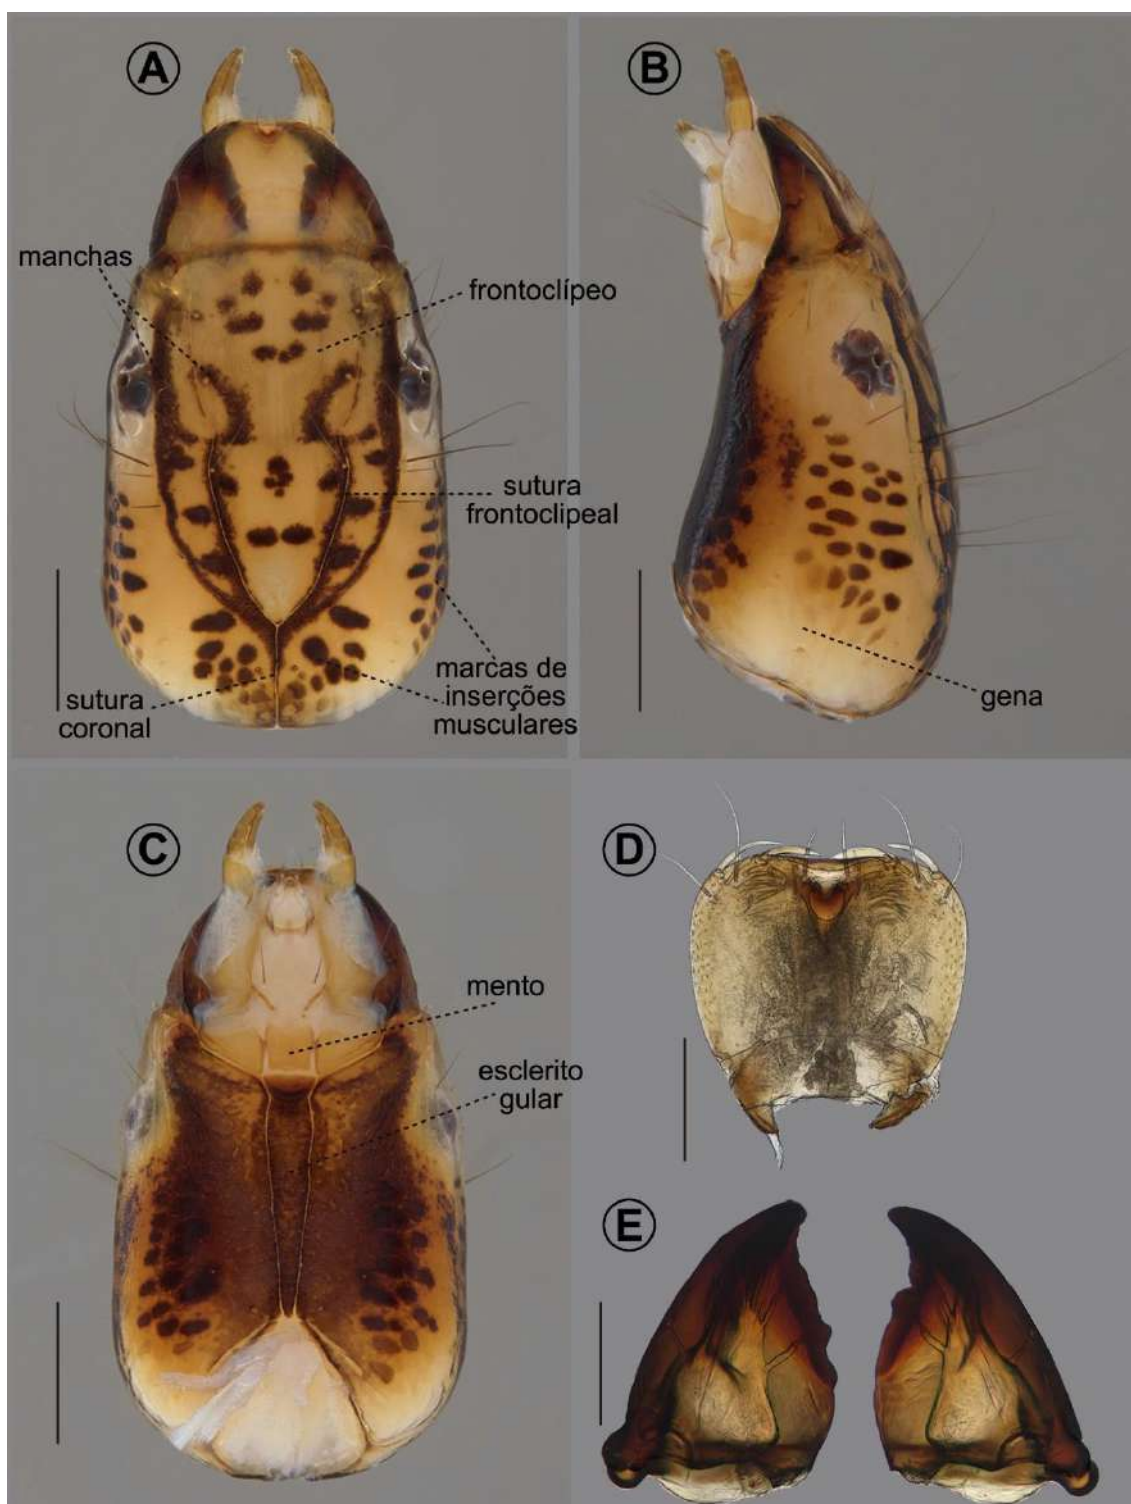 A
B
manchas
frontoclípeo
sutura
frontoclipeal
sutura
coronal
marcas de
inserções
musculares
gena
C
D
mento
esclerito
gular
E